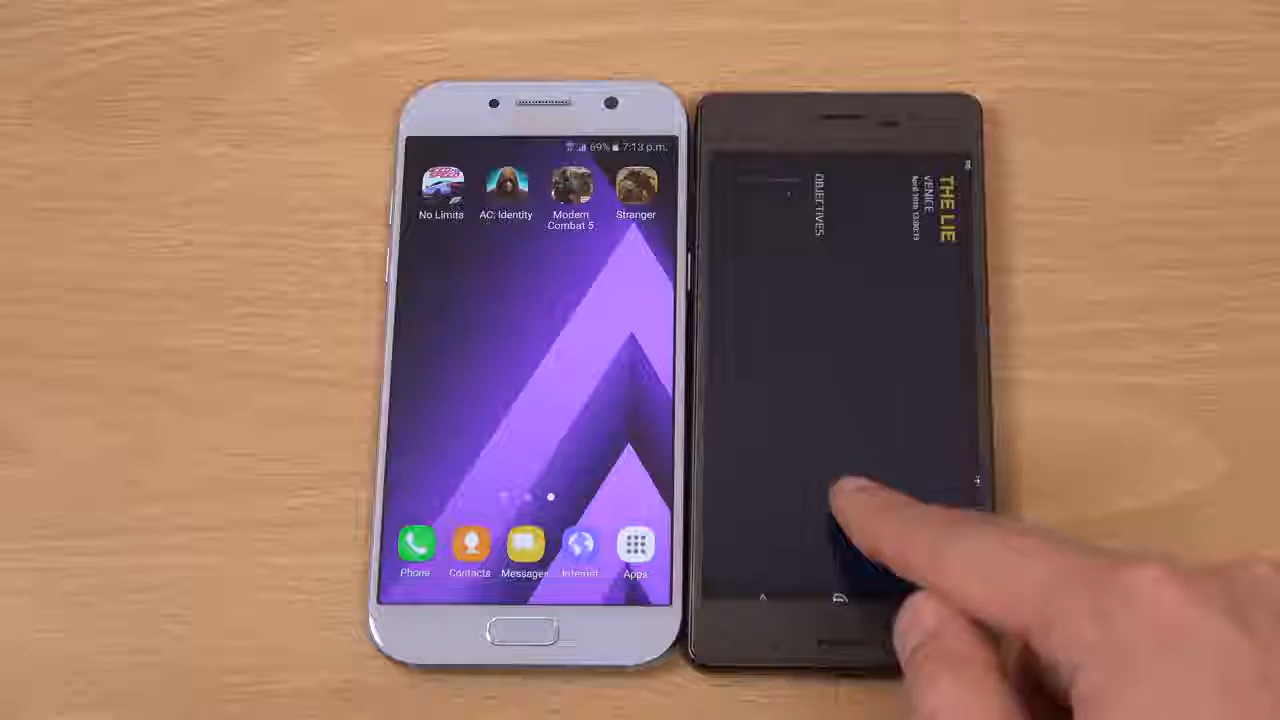 69% 7:13 p.m.
No Limits
AC: Identity
Modern
Combat 5
Stranger
Phone
Contacts
Messages
Internet
Apps
THE LIE
VENICE
OBJECTIVES